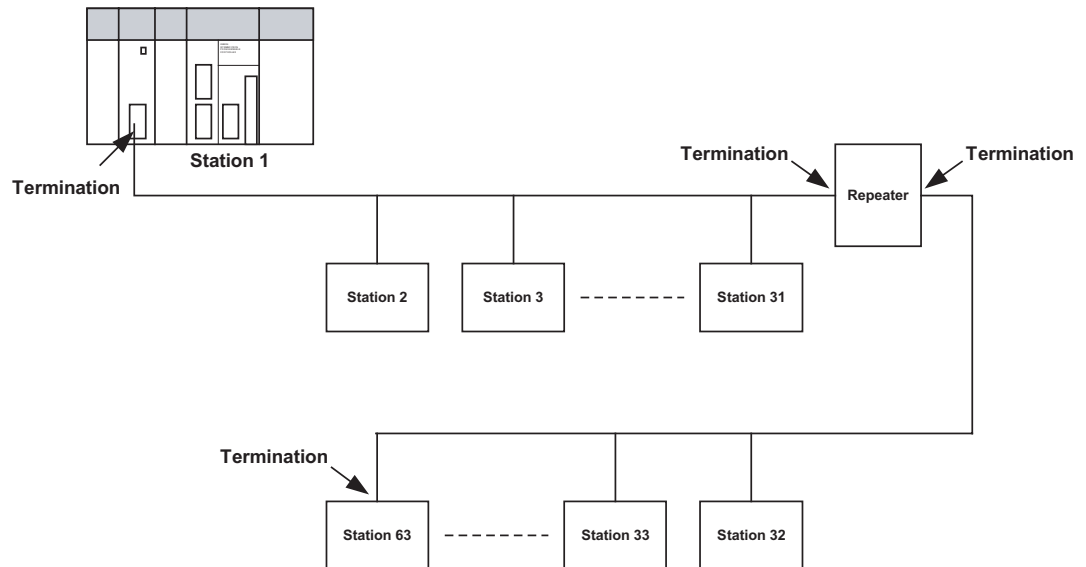 Station 1
Termination
Termination
Termination
Repeater
Station 2
Station 3
Station 31
Termination
Station 63
Station 33
Station 32